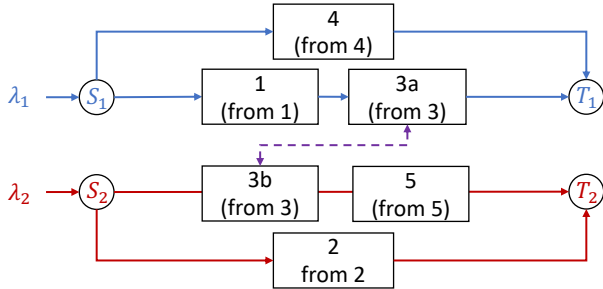 4
(from 4)
λ₁
S₁
1
(from 1)
3a
(from 3)
T₁
λ₂
S₂
3b
(from 3)
5
(from 5)
T₂
2
from 2